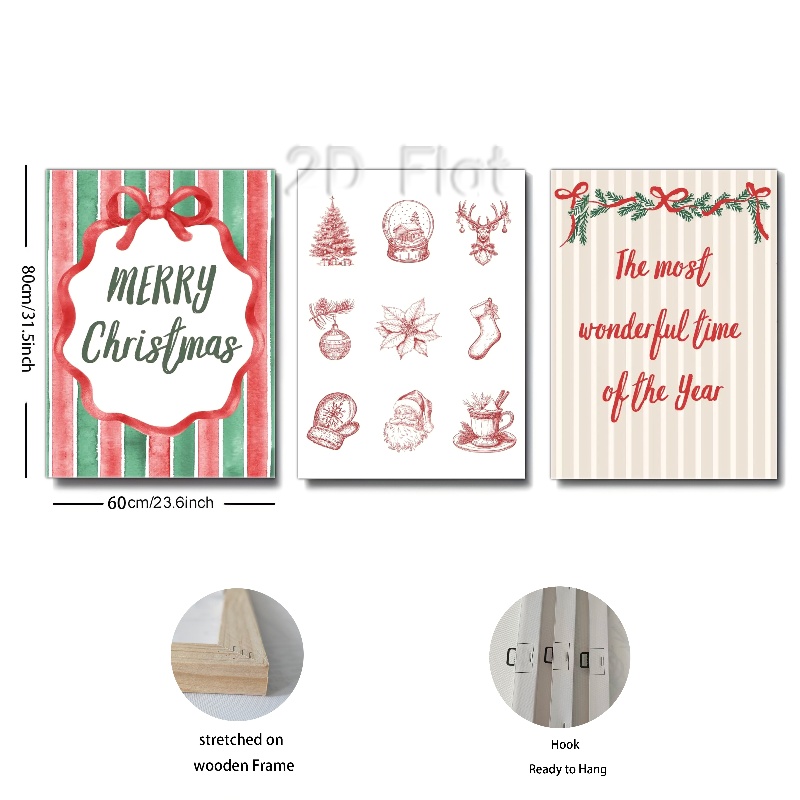 2D Flat
MERRY
Christmas
The most
wonderful time
of the Year
80cm/31.5inch
60cm/23.6inch
stretched on
wooden Frame
Hook
Ready to Hang